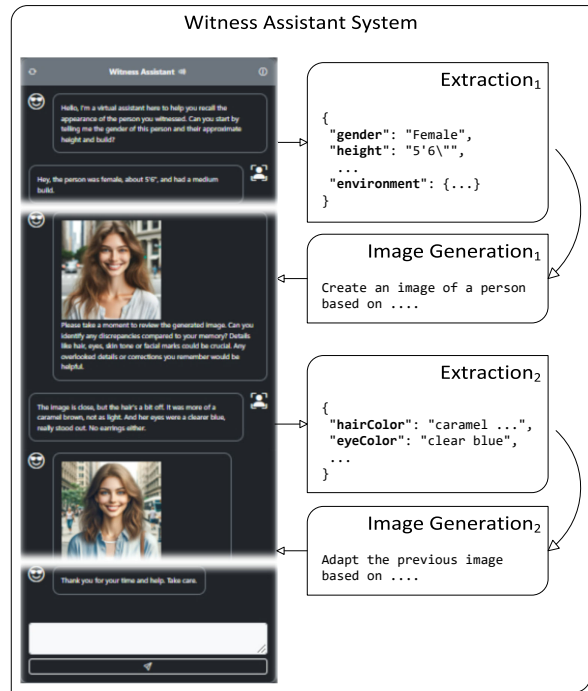 Witness Assistant System
Witness Assistant
Hello, I'm a virtual assistant here to help you recall the
appearance of the person you witnessed. Can you start by
telling me the gender of this person and their approximate
height and build?
Hey, the person was female, about 5'6", and had a medium
build.
Please take a moment to review the generated image. Can you
identify any discrepancies compared to your memory? Details
like hair, eyes, skin tone or facial marks could be crucial. Any
overlooked details or corrections you remember would be
helpful.
The image is close, but the hair's a bit off. It was more of a
caramel brown, not as light. And her eyes were a clearer blue,
really stood out. No earrings either.
Thank you for your time and help. Take care.
Extraction₁
{
"gender": "Female",
"height": "5'6\"",
...
"environment": {...}
}
Image Generation₁
Create an image of a person
based on ....
Extraction₂
{
"hairColor": "caramel ...",
"eyeColor": "clear blue",
...
}
Image Generation₂
Adapt the previous image
based on ....